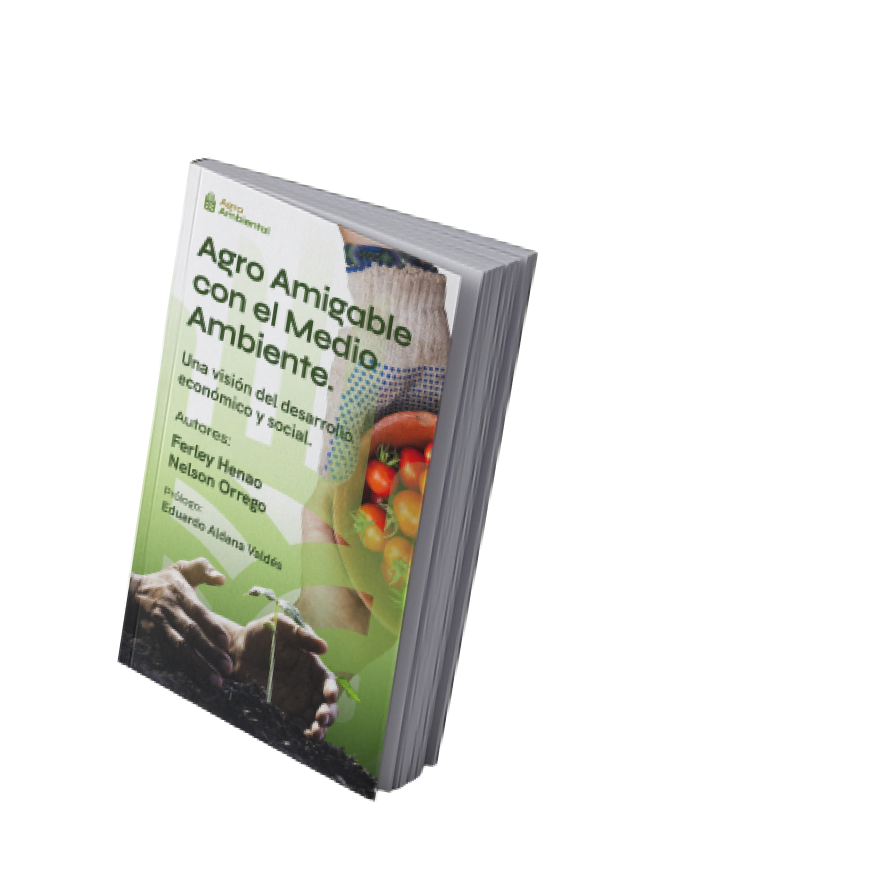 Agro
Ambiental
Agro Amigable
con el Medio
Ambiente.
Una visión del desarrollo,
económico y social.
Autores:
Ferley Henao
Nelson Orrego
Prólogo:
Eduardo Aldana Valdés